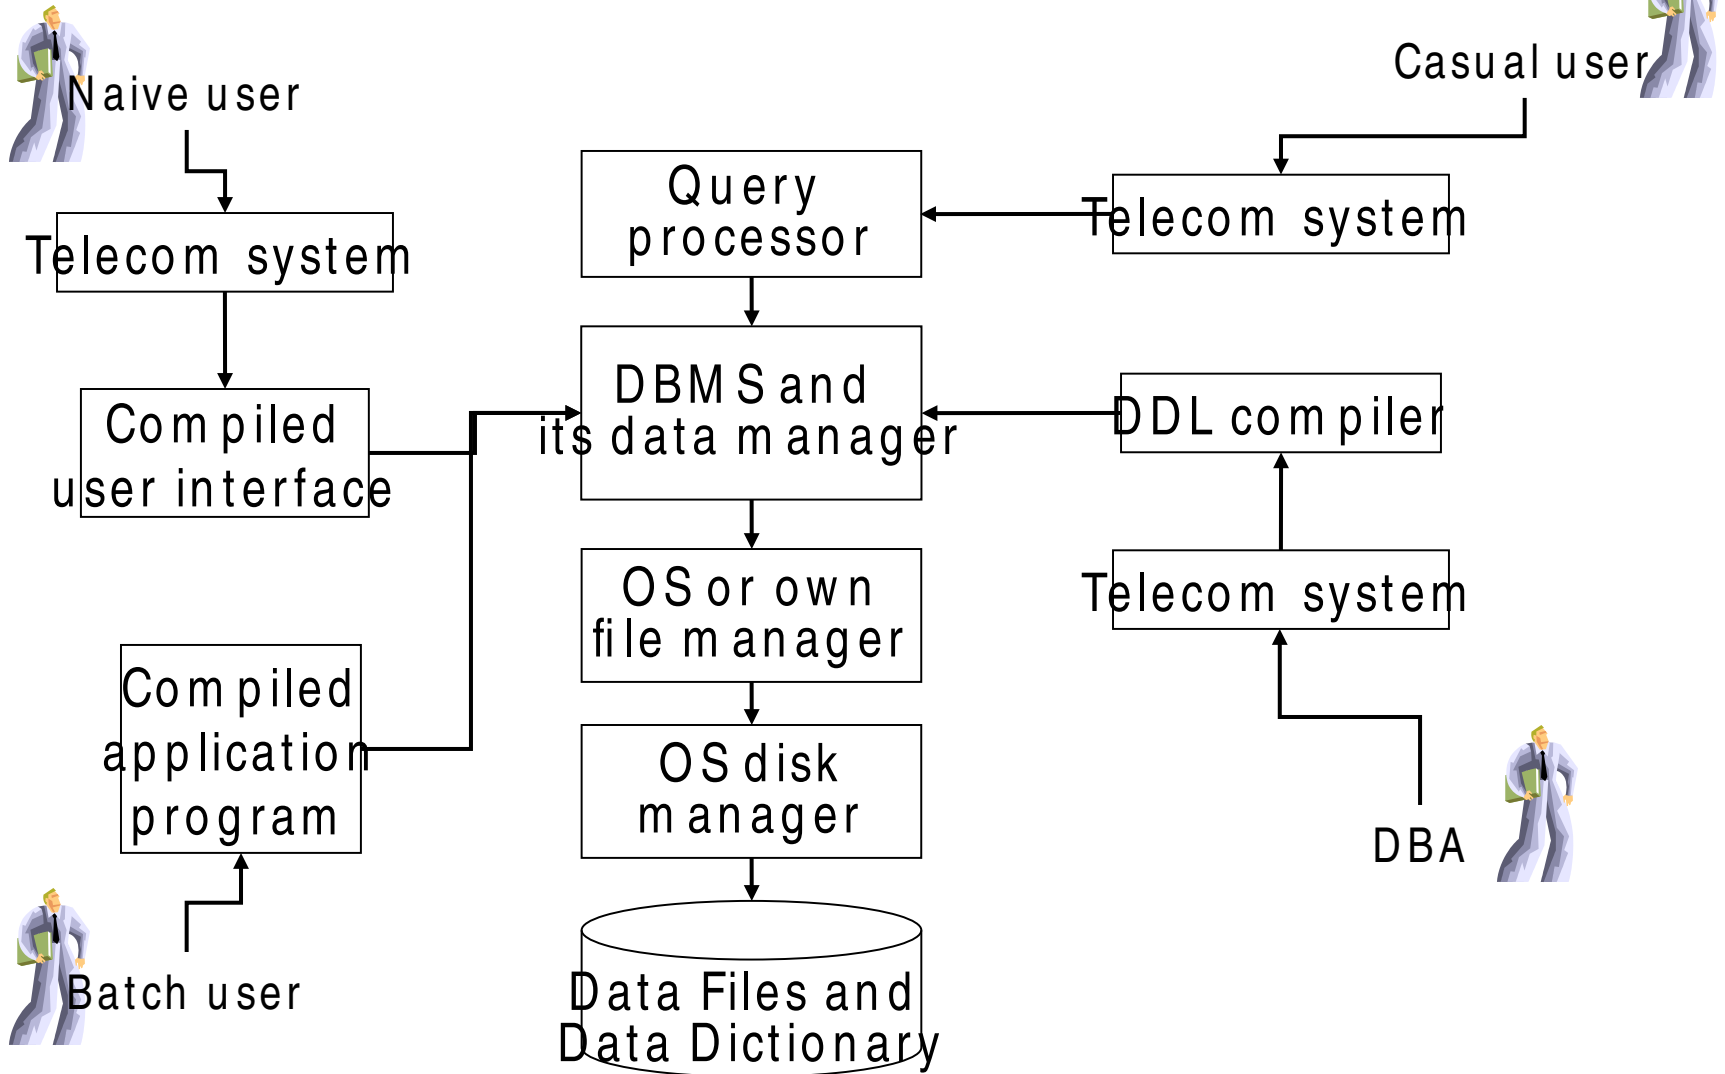 Naive user
Casual user
Telecom system
Query
processor
Telecom system
Compiled
user interface
DBMS and
its data manager
DDL compiler
OS or own
file manager
Telecom system
Compiled
application
program
OS disk
manager
DBA
Batch user
Data Files and
Data Dictionary